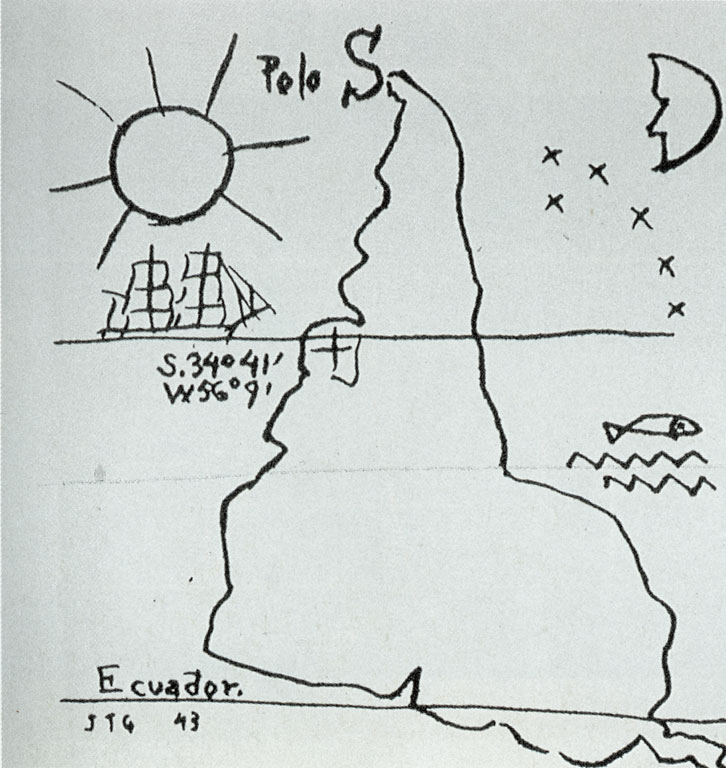 Polo S.
S. 34° 41'
W 56° 9'
Ecuador.
JTG 43